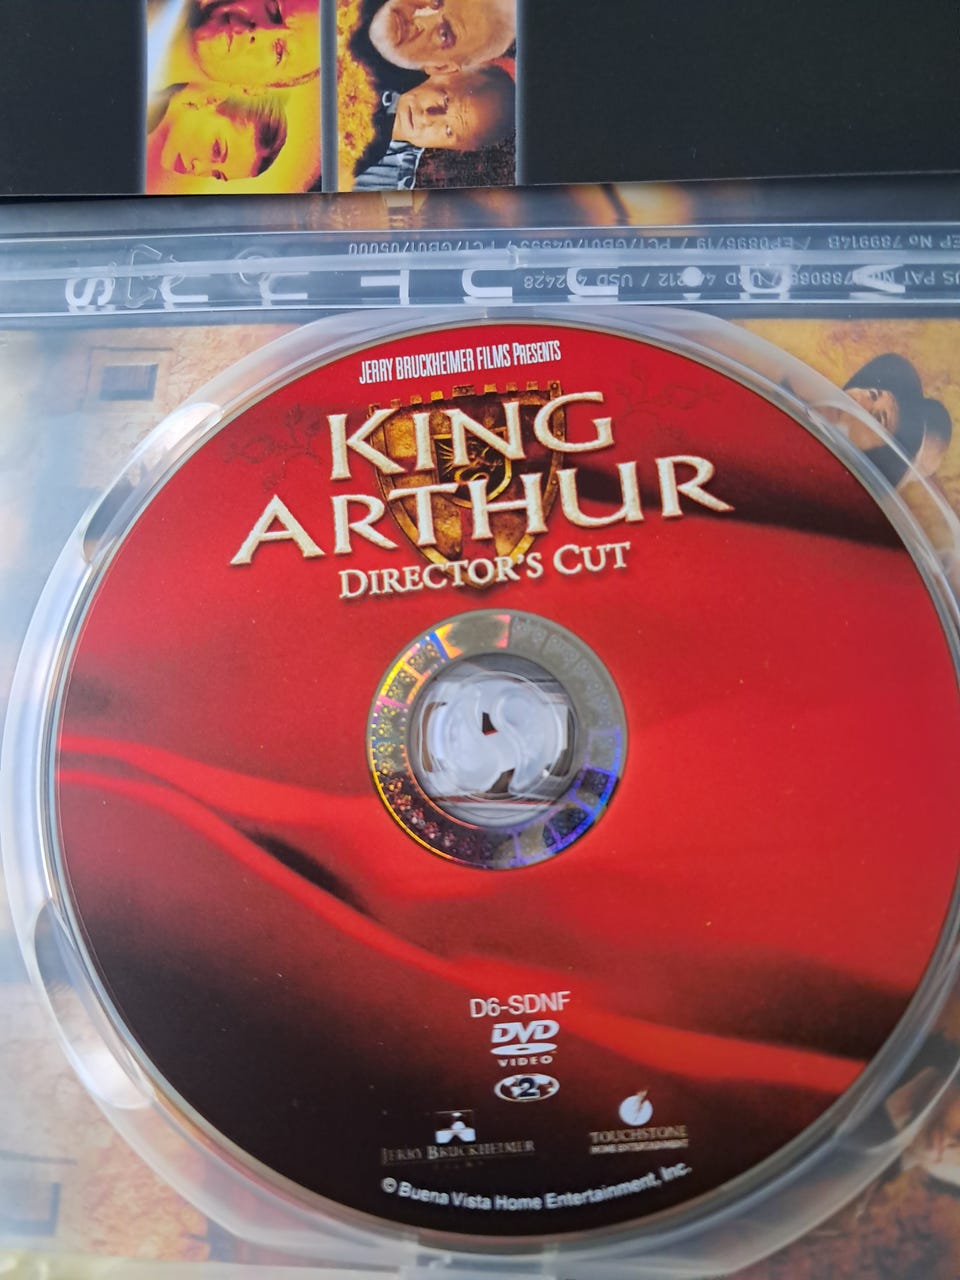 JERRY BRUCKHEIMER FILMS PRESENTS
KING
ARTHUR
DIRECTOR'S CUT
D6-SDNF
DVD
VIDEO
2
JERRY BRUCKHEIMER
FILMS
TOUCHSTONE
HOME ENTERTAINMENT
© Buena Vista Home Entertainment, Inc.